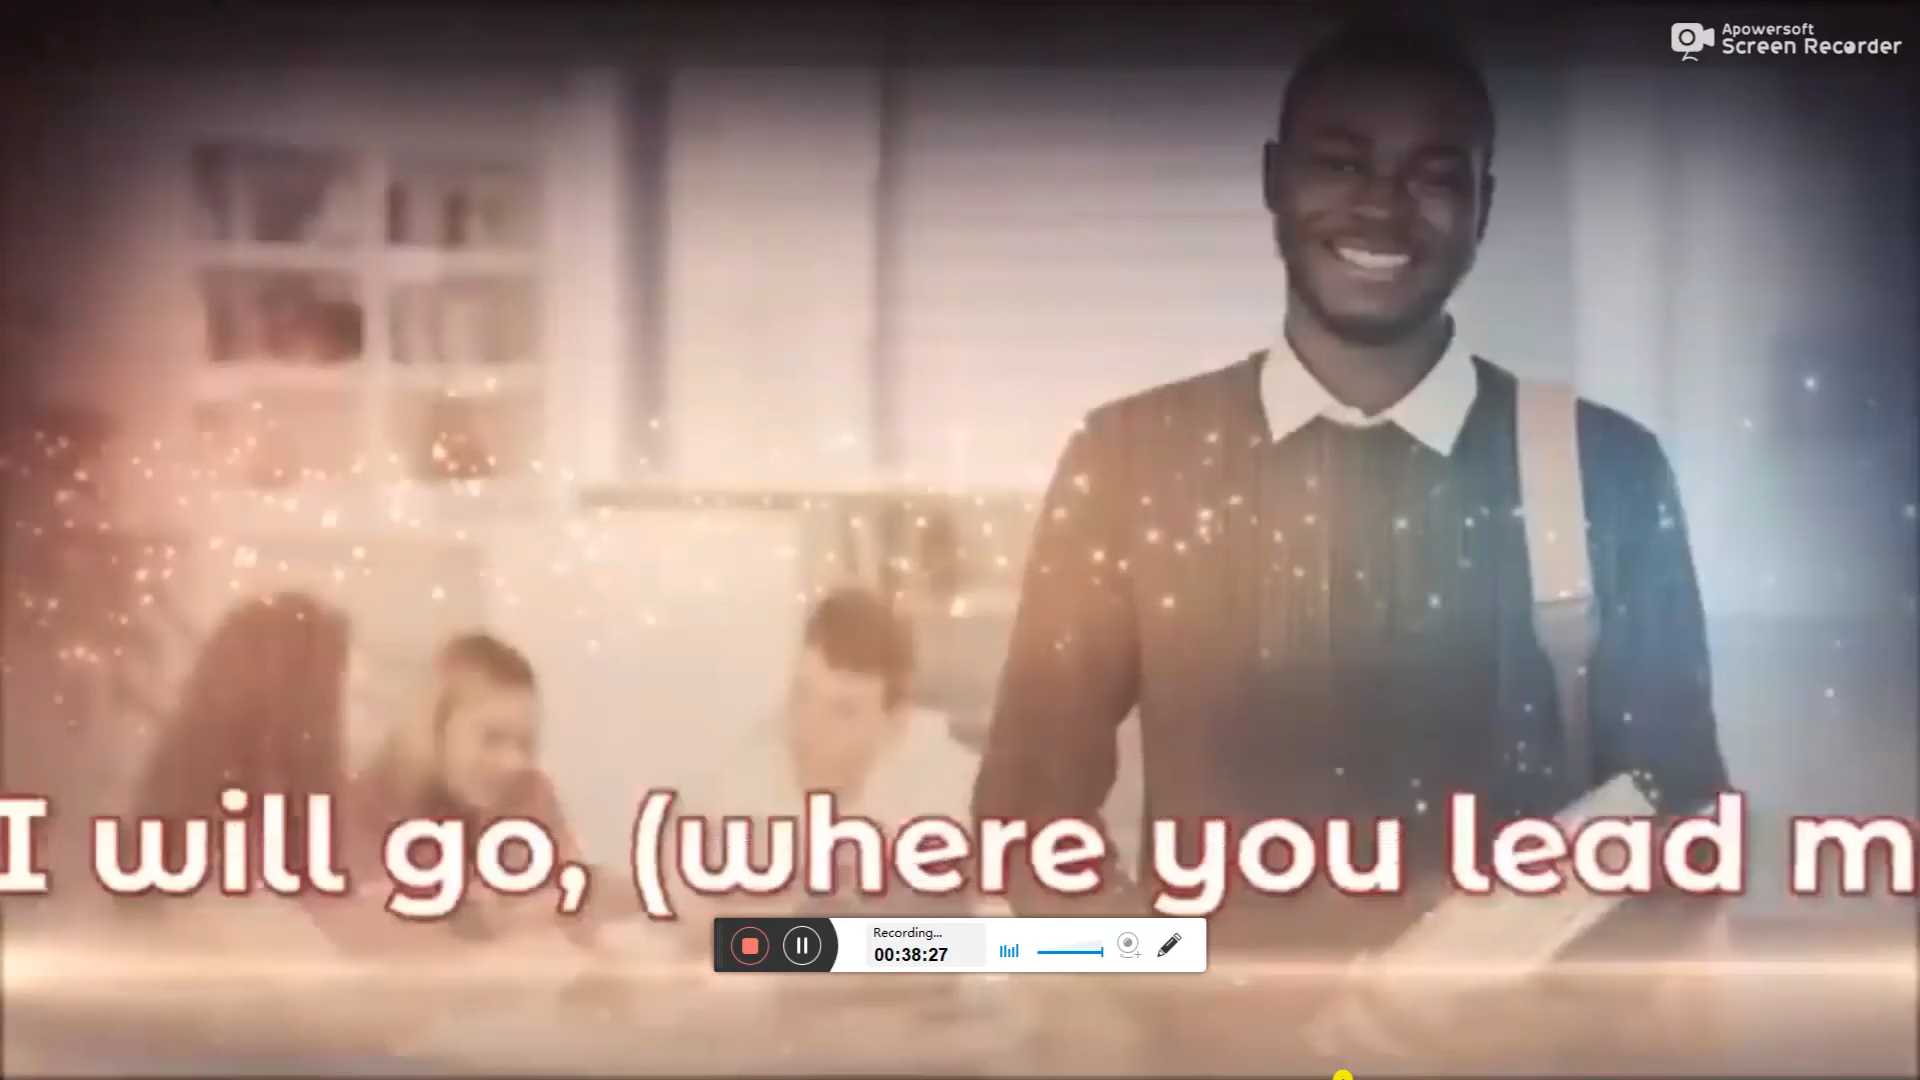 Apowersoft
Screen Recorder
I will go, (where you lead m
Recording...
00:38:27